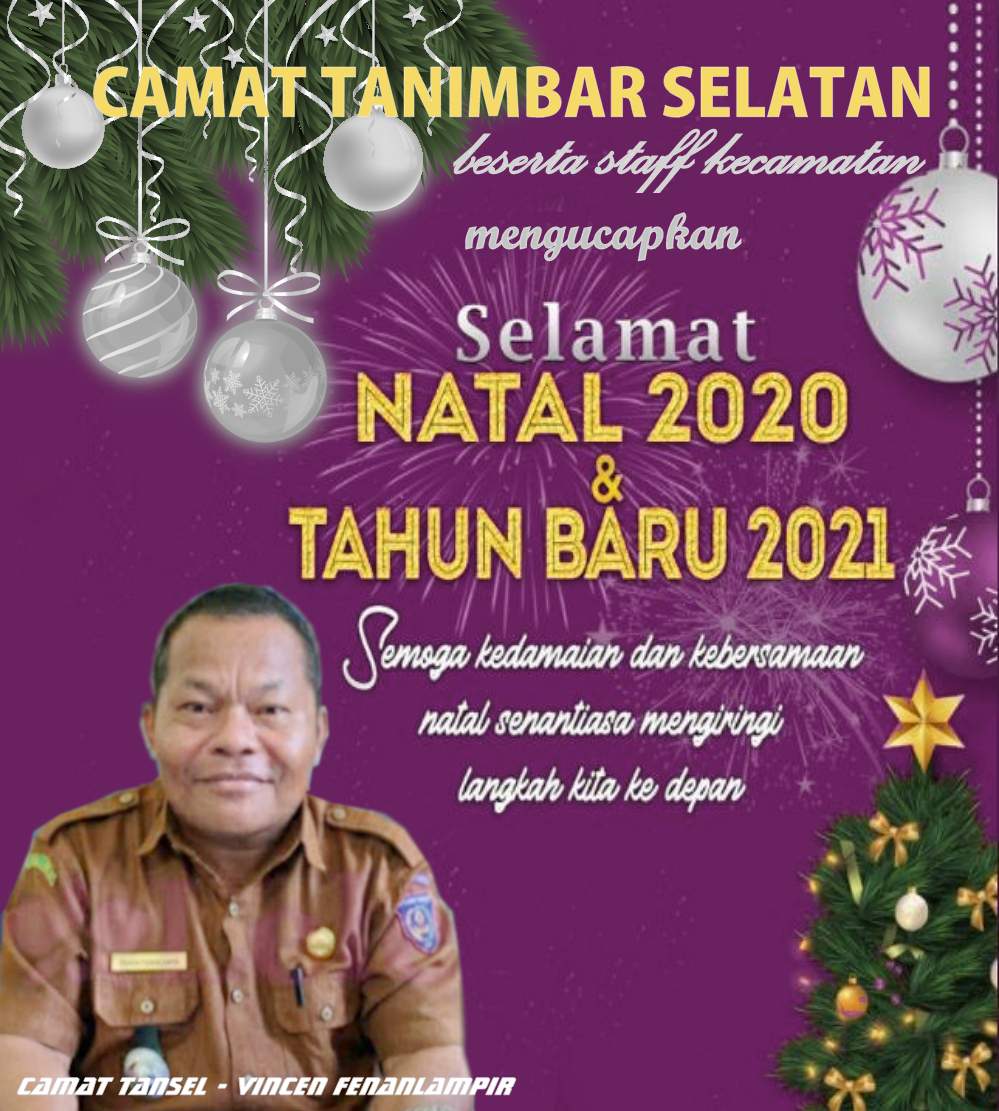 CAMAT TANIMBAR SELATAN
beserta staff kecamatan
mengucapkan
Selamat
NATAL 2020
&
TAHUN BARU 2021
Semoga kedamaian dan kebersamaan
natal senantiasa mengiringi
langkah kita ke depan
CAMAT TANSEL - VINCEN FENANLAMPIR